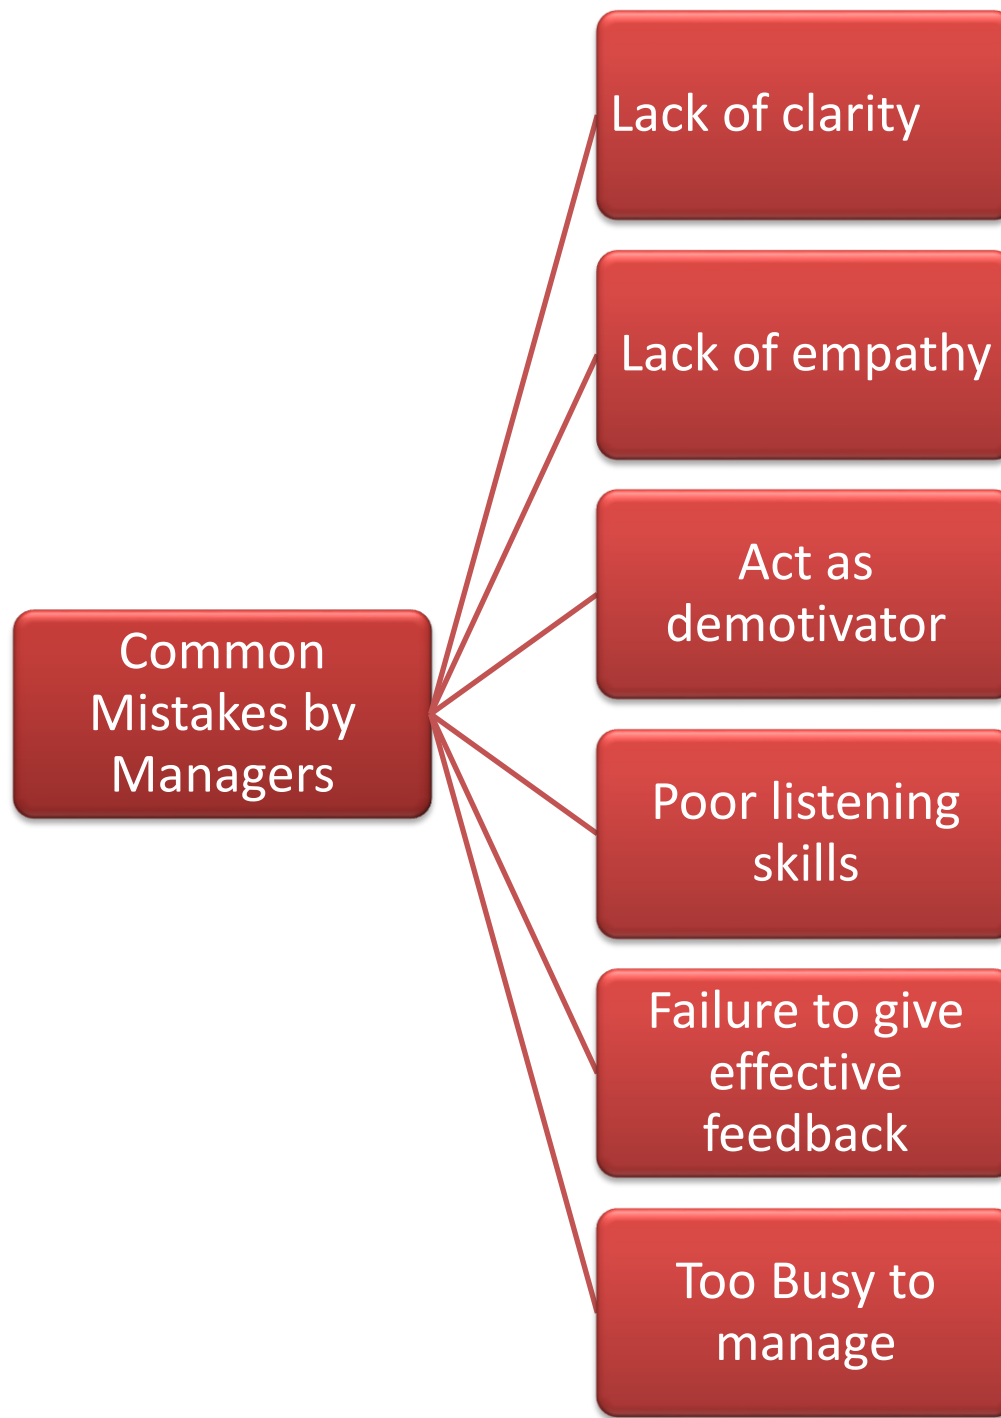 Common
Mistakes by
Managers
Lack of clarity
Lack of empathy
Act as
demotivator
Poor listening
skills
Failure to give
effective
feedback
Too Busy to
manage